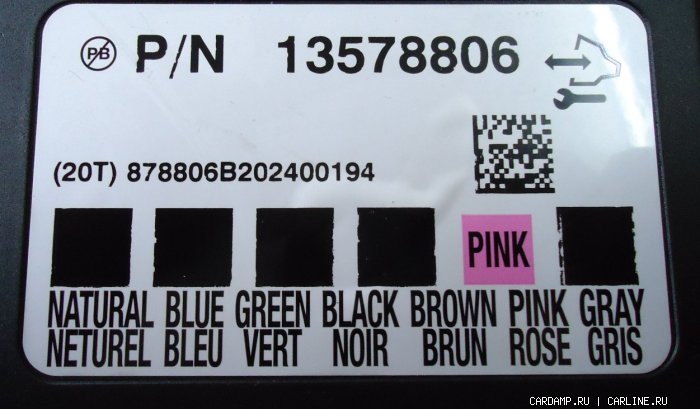 PB P/N 13578806
(20T) 878806B202400194
PINK
NATURAL BLUE GREEN BLACK BROWN PINK GRAY
NETUREL BLEU VERT NOIR BRUN ROSE GRIS
CARDAMP.RU | CARLINE.RU